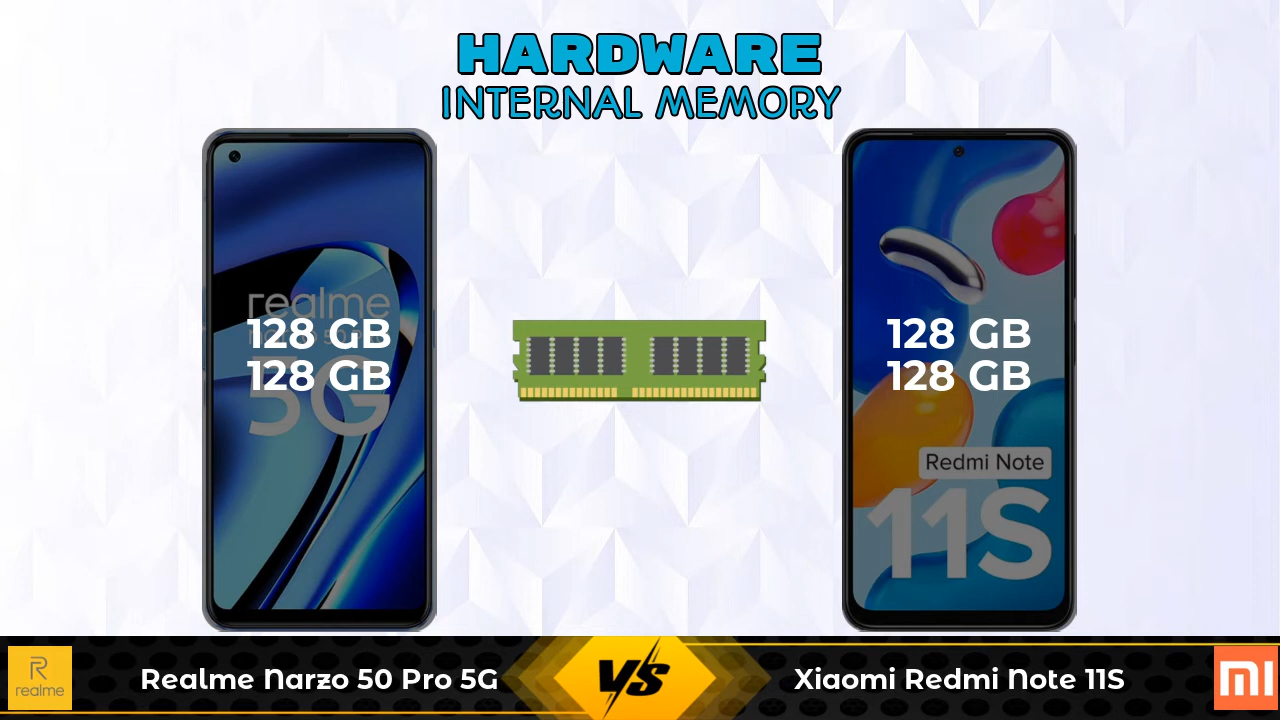 HARDWARE
INTERNAL MEMORY
realme
128 GB
128 GB
5G
128 GB
128 GB
Redmi Note
11S
realme
Realme Narzo 50 Pro 5G
VS
Xiaomi Redmi Note 11S
MI